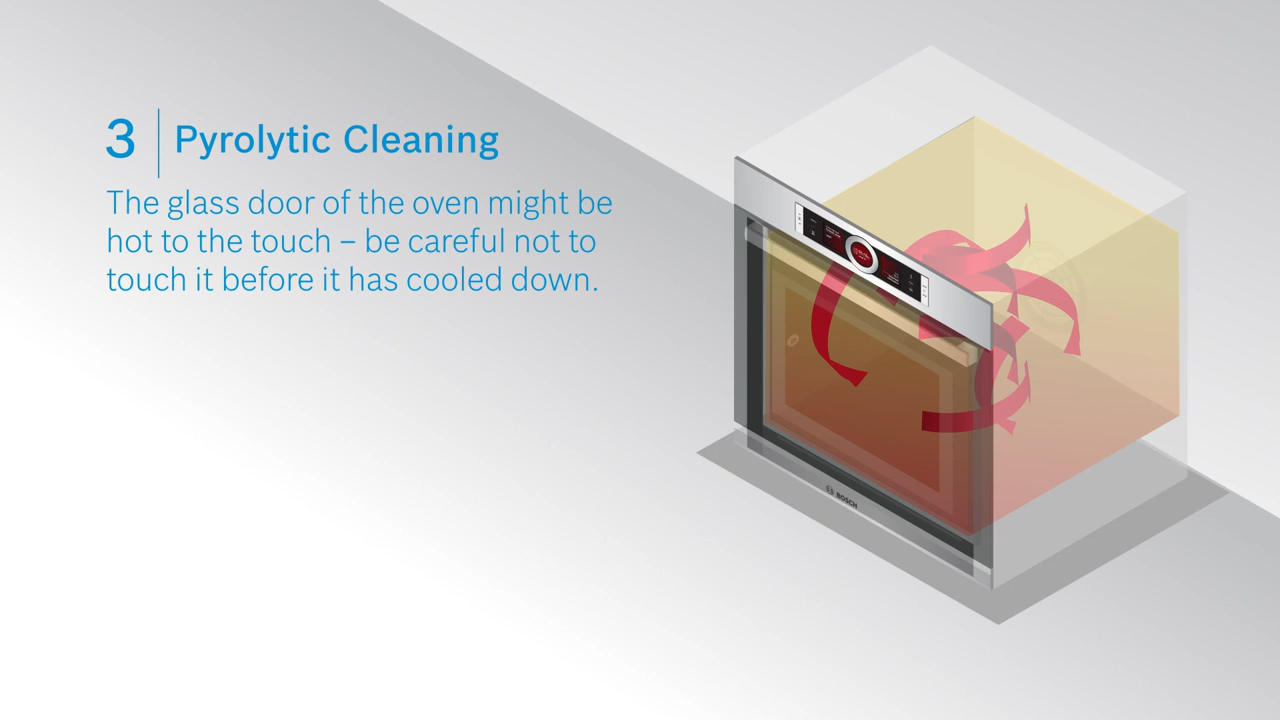 3 Pyrolytic Cleaning
The glass door of the oven might be
hot to the touch – be careful not to
touch it before it has cooled down.
BOSCH